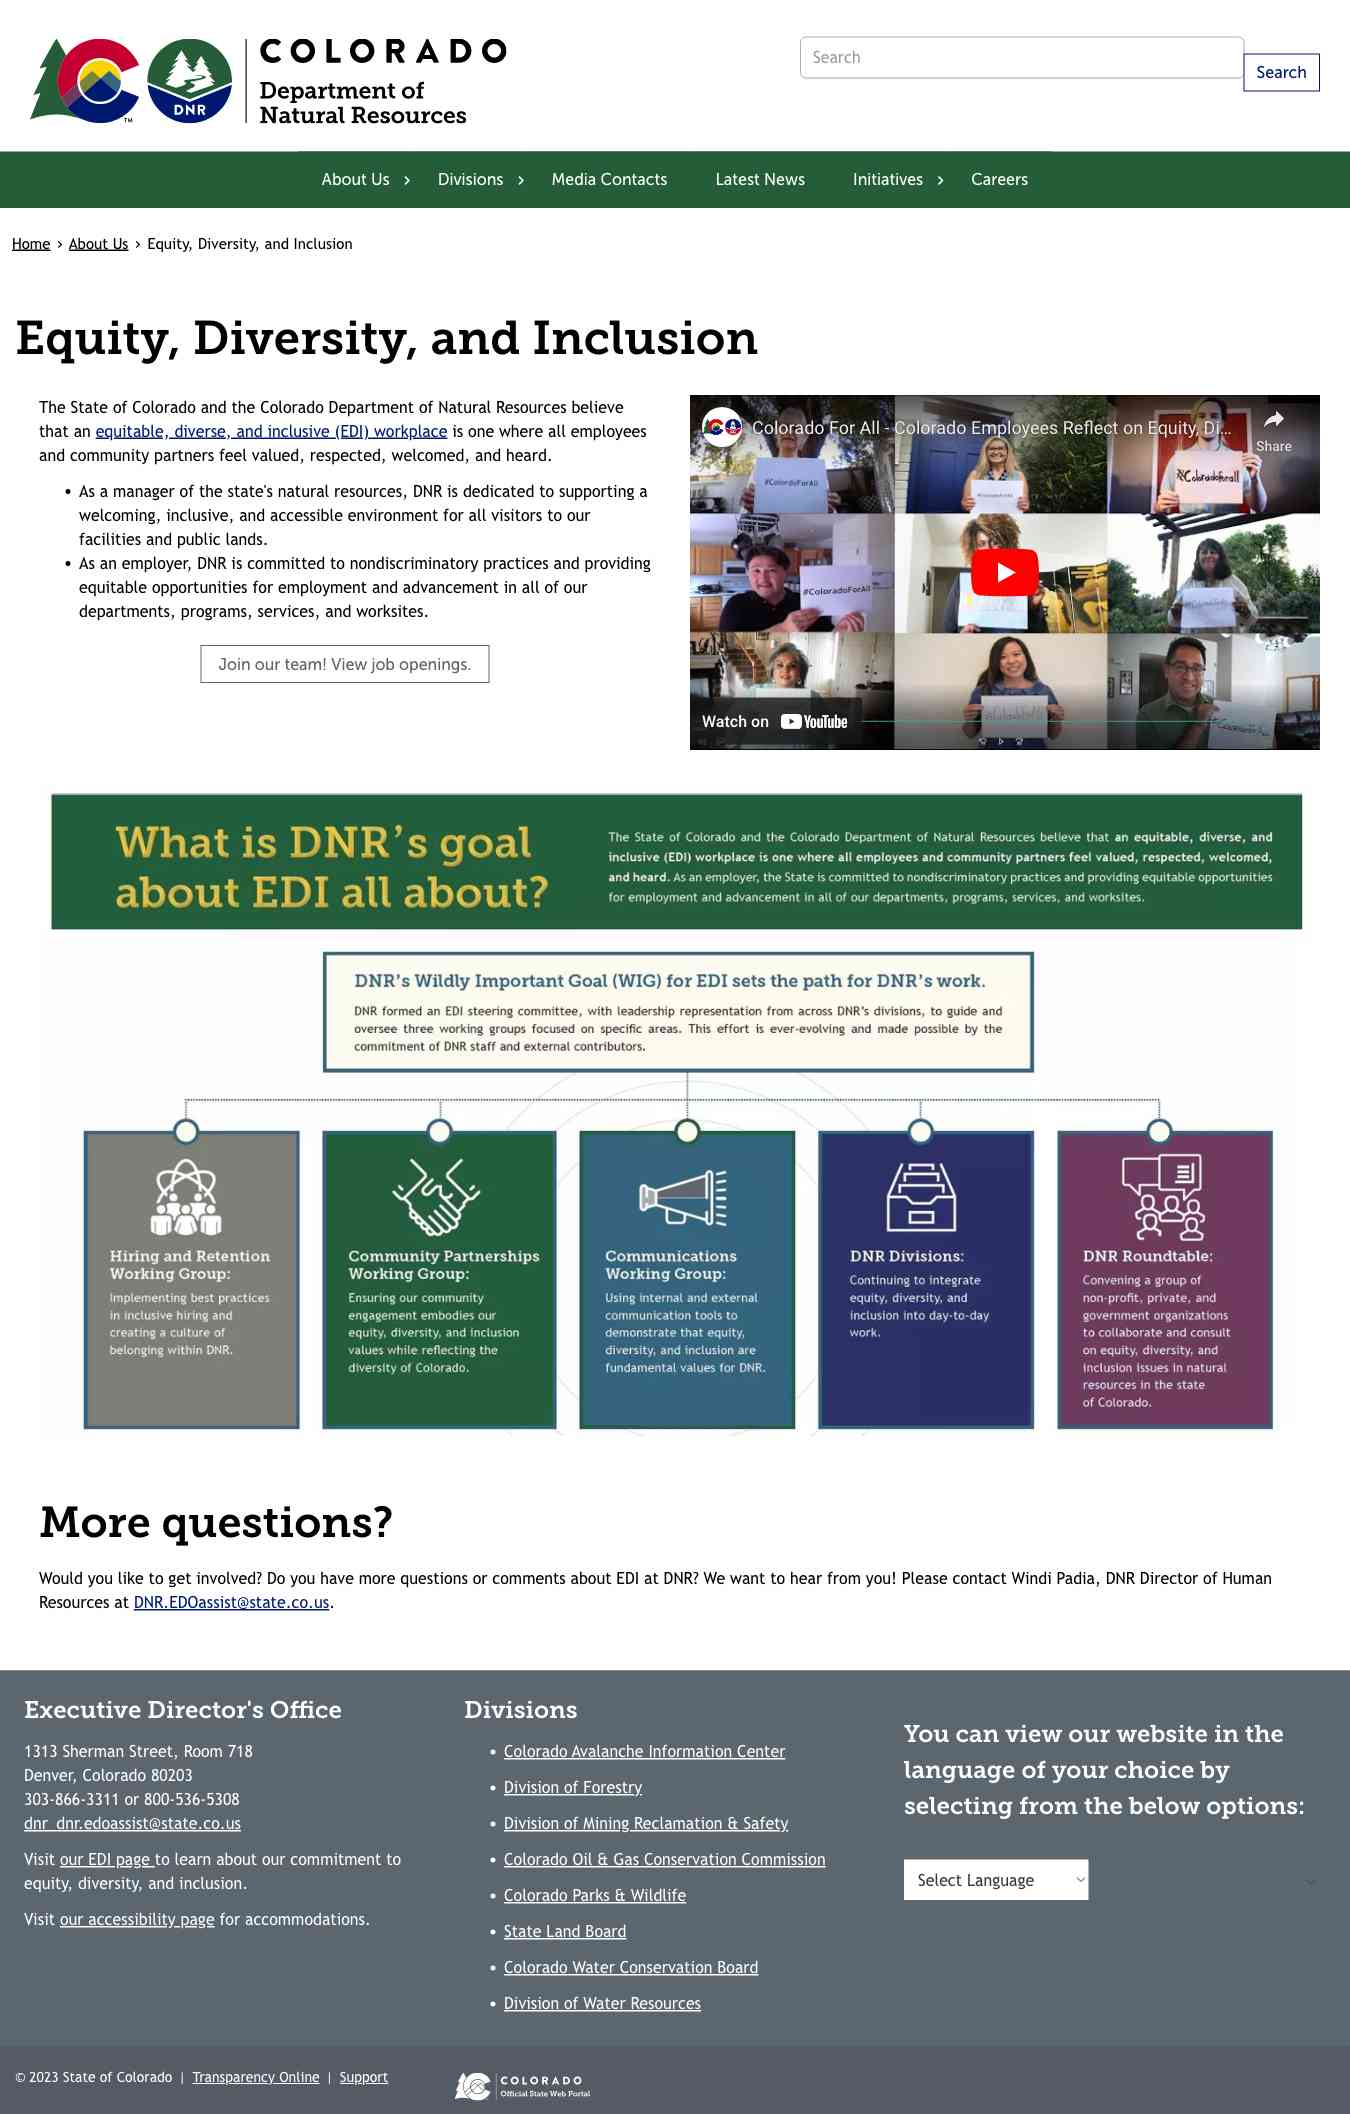 COLORADO
Department of
Natural Resources
DNR
TM
Search
Search
About Us
Divisions
Media Contacts
Latest News
Initiatives
Careers
Home › About Us › Equity, Diversity, and Inclusion
Equity, Diversity, and Inclusion
The State of Colorado and the Colorado Department of Natural Resources believe
that an equitable, diverse, and inclusive (EDI) workplace is one where all employees
and community partners feel valued, respected, welcomed, and heard.
• As a manager of the state's natural resources, DNR is dedicated to supporting a
welcoming, inclusive, and accessible environment for all visitors to our
facilities and public lands.
• As an employer, DNR is committed to nondiscriminatory practices and providing
equitable opportunities for employment and advancement in all of our
departments, programs, services, and worksites.
Join our team! View job openings.
Colorado For All - Colorado Employees Reflect on Equity, Di...
Share
#ColoradoForAll
#Coloradoforall
#ColoradoForAll
Watch on YouTube
What is DNR's goal
about EDI all about?
The State of Colorado and the Colorado Department of Natural Resources believe that an equitable, diverse, and
inclusive (EDI) workplace is one where all employees and community partners feel valued, respected, welcomed,
and heard. As an employer, the State is committed to nondiscriminatory practices and providing equitable opportunities
for employment and advancement in all of our departments, programs, services, and worksites.
DNR's Wildly Important Goal (WIG) for EDI sets the path for DNR's work.
DNR formed an EDI steering committee, with leadership representation from across DNR's divisions, to guide and
oversee three working groups focused on specific areas. This effort is ever-evolving and made possible by the
commitment of DNR staff and external contributors.
Hiring and Retention
Working Group:
Implementing best practices
in inclusive hiring and
creating a culture of
belonging within DNR.
Community Partnerships
Working Group:
Ensuring our community
engagement embodies our
equity, diversity, and inclusion
values while reflecting the
diversity of Colorado.
Communications
Working Group:
Using internal and external
communication tools to
demonstrate that equity,
diversity, and inclusion are
fundamental values for DNR.
DNR Divisions:
Continuing to integrate
equity, diversity, and
inclusion into day-to-day
work.
DNR Roundtable:
Convening a group of
non-profit, private, and
government organizations
to collaborate and consult
on equity, diversity, and
inclusion issues in natural
resources in the state
of Colorado.
More questions?
Would you like to get involved? Do you have more questions or comments about EDI at DNR? We want to hear from you! Please contact Windi Padia, DNR Director of Human
Resources at DNR.EDOassist@state.co.us.
Executive Director's Office
1313 Sherman Street, Room 718
Denver, Colorado 80203
303-866-3311 or 800-536-5308
dnr_dnr.edoassist@state.co.us
Visit our EDI page to learn about our commitment to
equity, diversity, and inclusion.
Visit our accessibility page for accommodations.
Divisions
• Colorado Avalanche Information Center
• Division of Forestry
• Division of Mining Reclamation & Safety
• Colorado Oil & Gas Conservation Commission
• Colorado Parks & Wildlife
• State Land Board
• Colorado Water Conservation Board
• Division of Water Resources
You can view our website in the
language of your choice by
selecting from the below options:
Select Language
© 2023 State of Colorado | Transparency Online | Support
COLORADO
Official State Web Portal